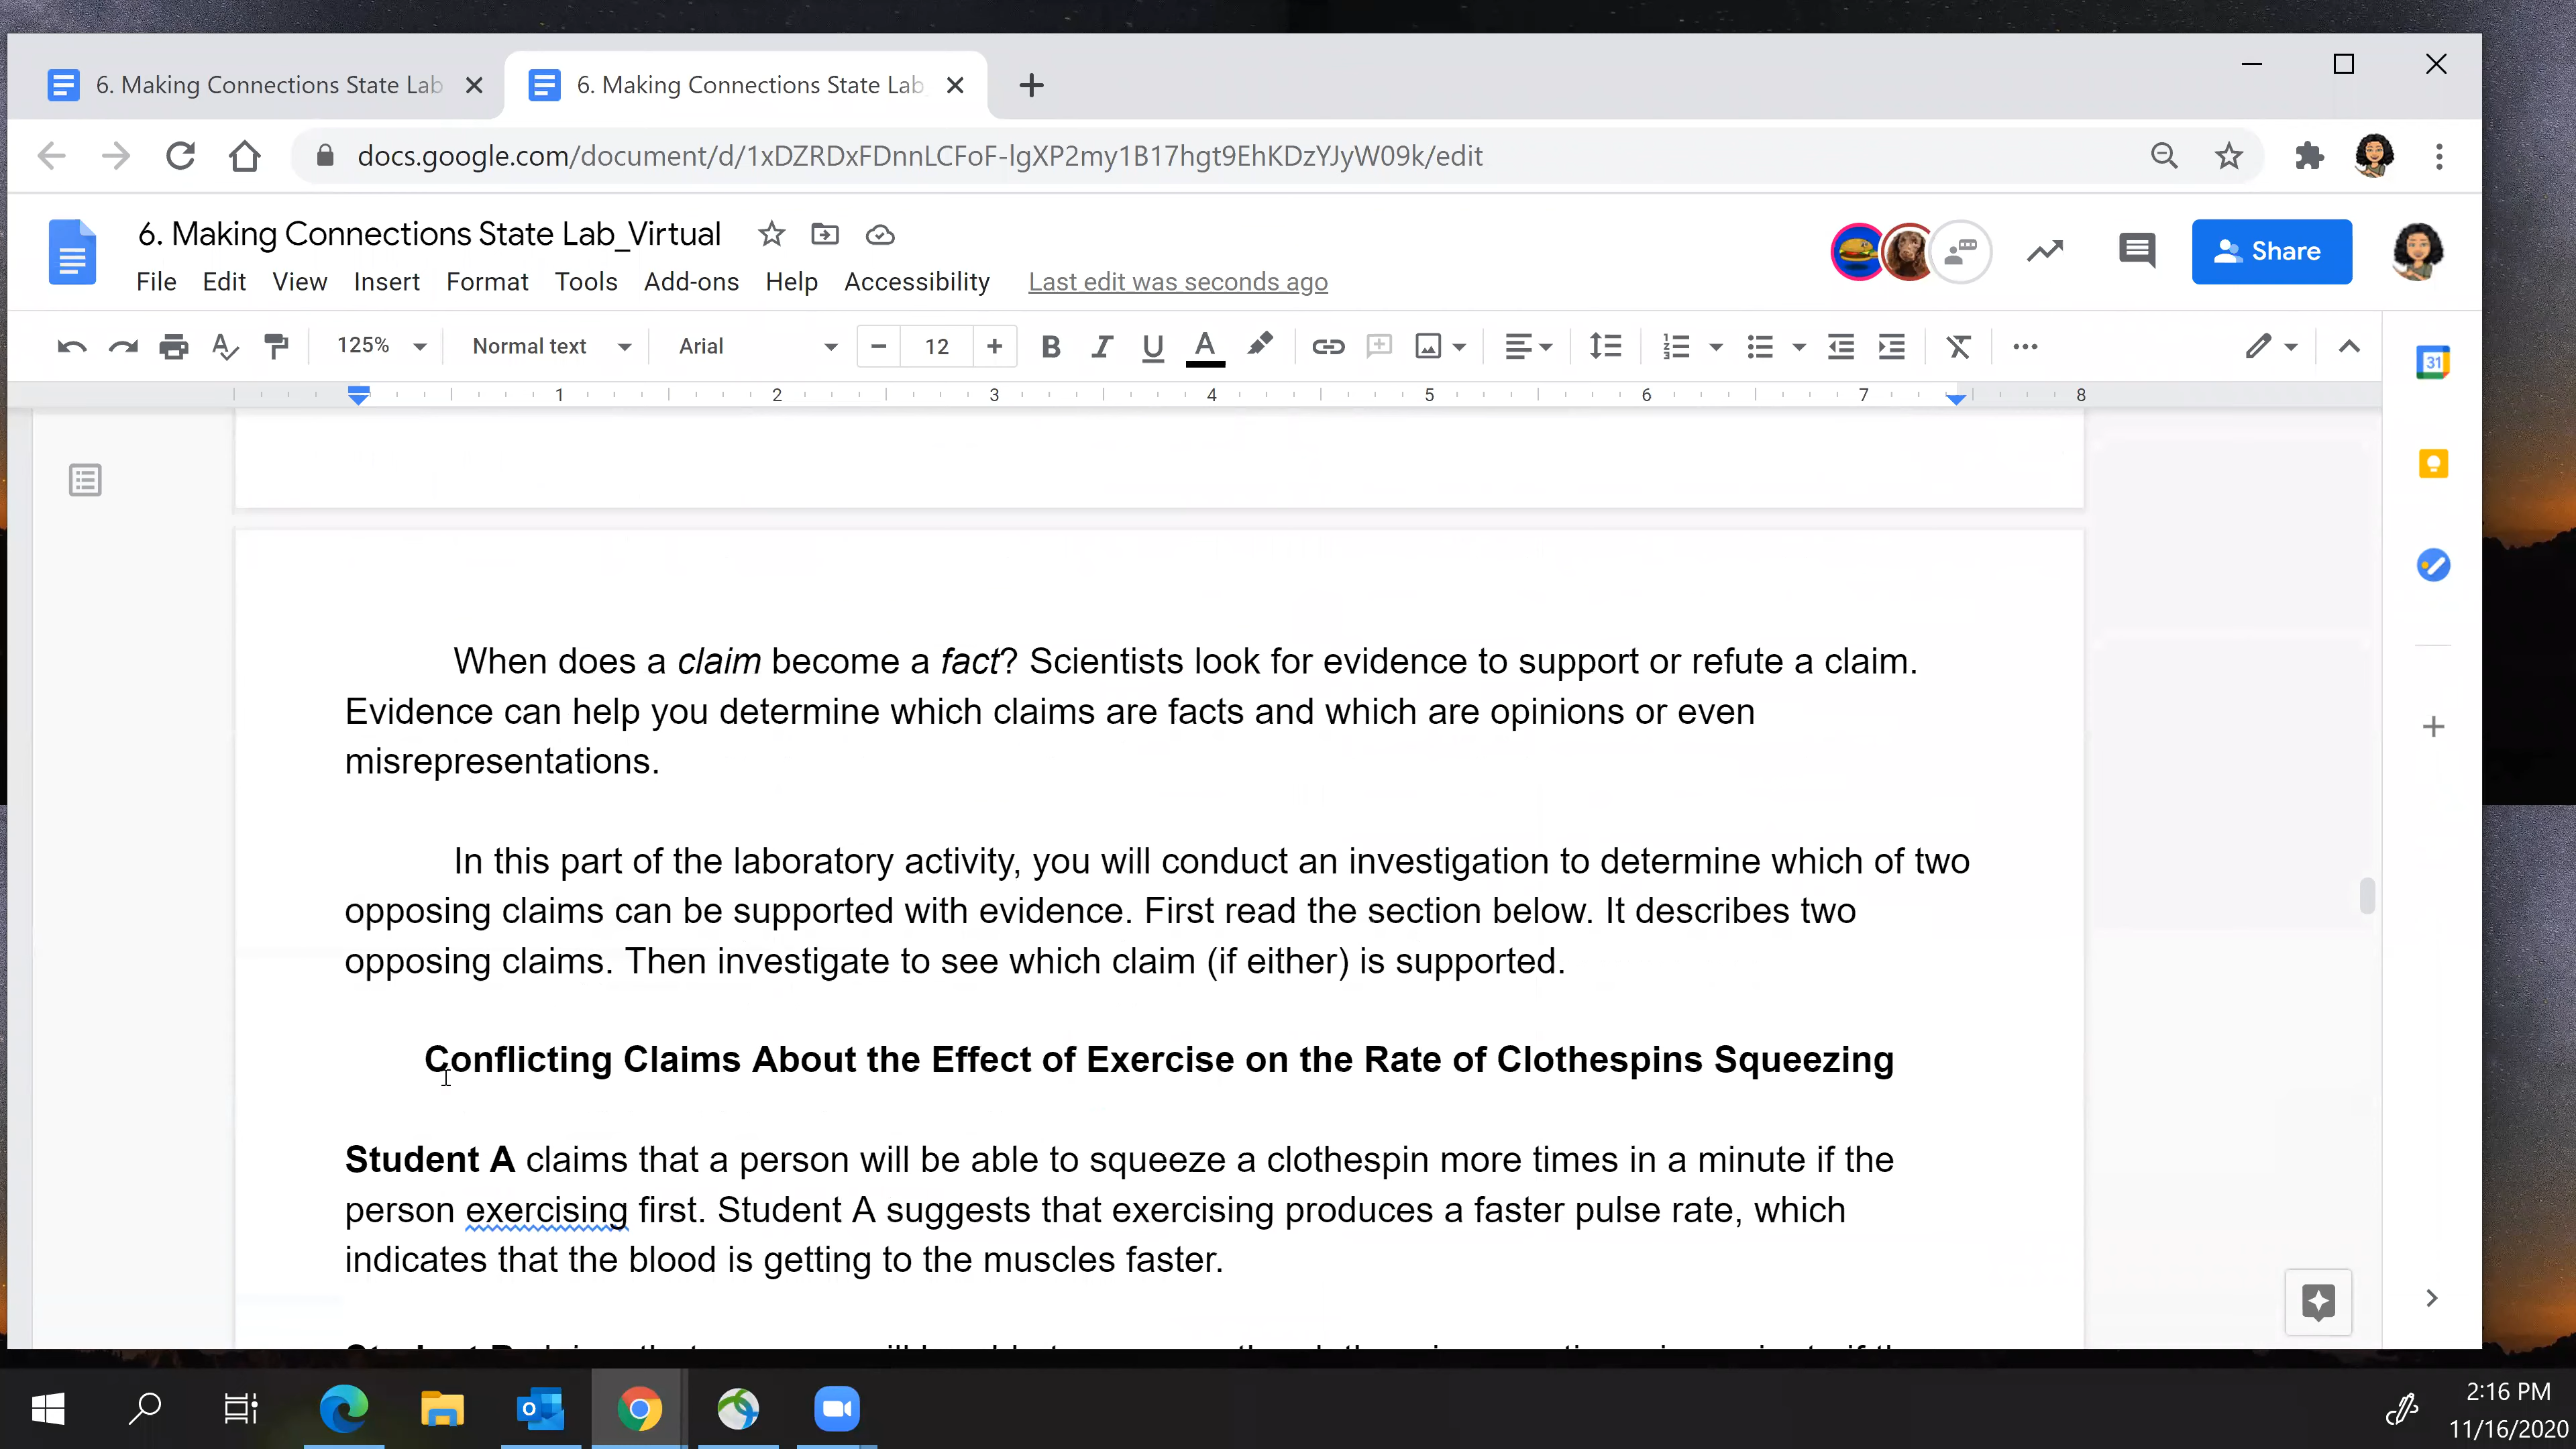 6. Making Connections State Lab
6. Making Connections State Lab
docs.google.com/document/d/1xDZRDxFDnnLCFoF-lgXP2my1B17hgt9EhKDzYJyW09k/edit
6. Making Connections State Lab_Virtual
File Edit View Insert Format Tools Add-ons Help Accessibility Last edit was seconds ago
Share
125% Normal text Arial 12
1 2 3 4 5 6 7 8
31
When does a claim become a fact? Scientists look for evidence to support or refute a claim.
Evidence can help you determine which claims are facts and which are opinions or even
misrepresentations.
In this part of the laboratory activity, you will conduct an investigation to determine which of two
opposing claims can be supported with evidence. First read the section below. It describes two
opposing claims. Then investigate to see which claim (if either) is supported.
Conflicting Claims About the Effect of Exercise on the Rate of Clothespins Squeezing
Student A claims that a person will be able to squeeze a clothespin more times in a minute if the
person exercising first. Student A suggests that exercising produces a faster pulse rate, which
indicates that the blood is getting to the muscles faster.
2:16 PM
11/16/2020